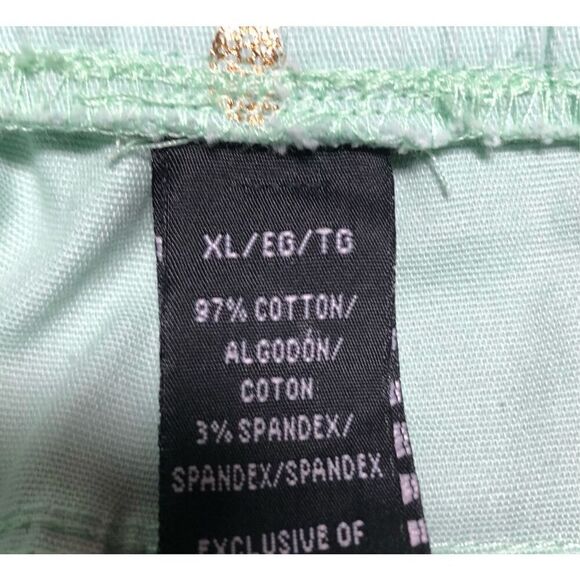 XL/EG/TG
97% COTTON/
ALGODÓN/
COTON
3% SPANDEX/
SPANDEX/SPANDEX
EXCLUSIVE OF